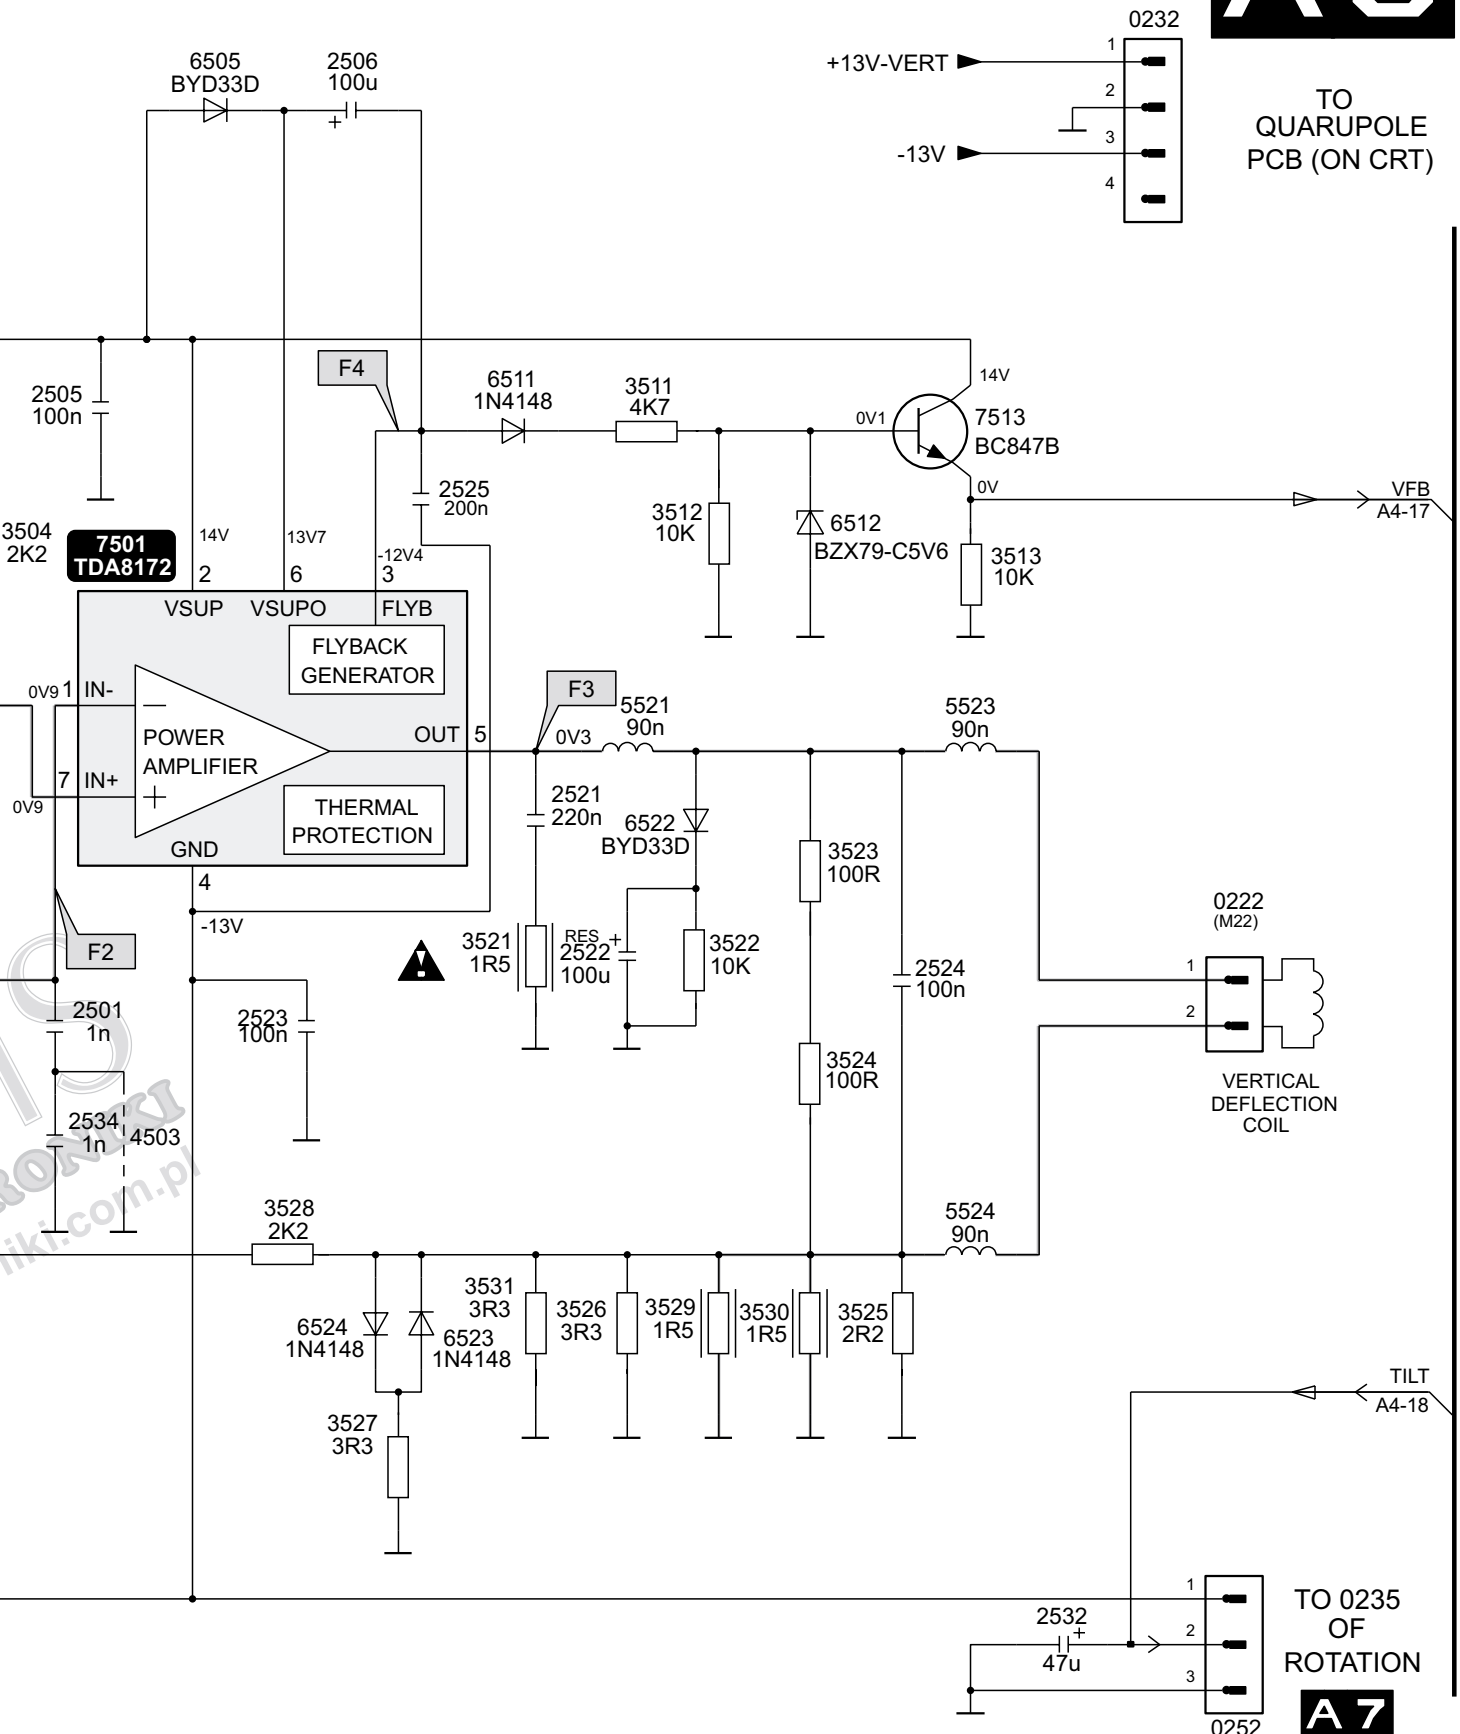 0232
+13V-VERT
1
2
-13V
3
4
TO
QUARUPOLE
PCB (ON CRT)
6505
BYD33D
2506
100u
+
2505
100n
F4
6511
1N4148
3511
4K7
14V
0V1
7513
BC847B
0V
VFB
A4-17
3504
2K2
7501
TDA8172
14V
2
13V7
6
-12V4
3
2525
200n
3512
10K
6512
BZX79-C5V6
3513
10K
VSUP
VSUPO
FLYB
FLYBACK
GENERATOR
0V9
1
IN-
POWER
AMPLIFIER
OUT
5
7
IN+
0V9
THERMAL
PROTECTION
GND
4
-13V
F3
0V3
5521
90n
5523
90n
2521
220n
6522
BYD33D
3523
100R
F2
3521
1R5
RES
2522
100u
+
3522
10K
2524
100n
0222
(M22)
1
2
2501
1n
2523
100n
3524
100R
VERTICAL
DEFLECTION
COIL
2534
1n
4503
RONIKI
niki.com.pl
3528
2K2
5524
90n
6524
1N4148
6523
1N4148
3531
3R3
3526
3R3
3529
1R5
3530
1R5
3525
2R2
3527
3R3
TILT
A4-18
2532
+
47u
1
2
3
0252
TO 0235
OF
ROTATION
A 7